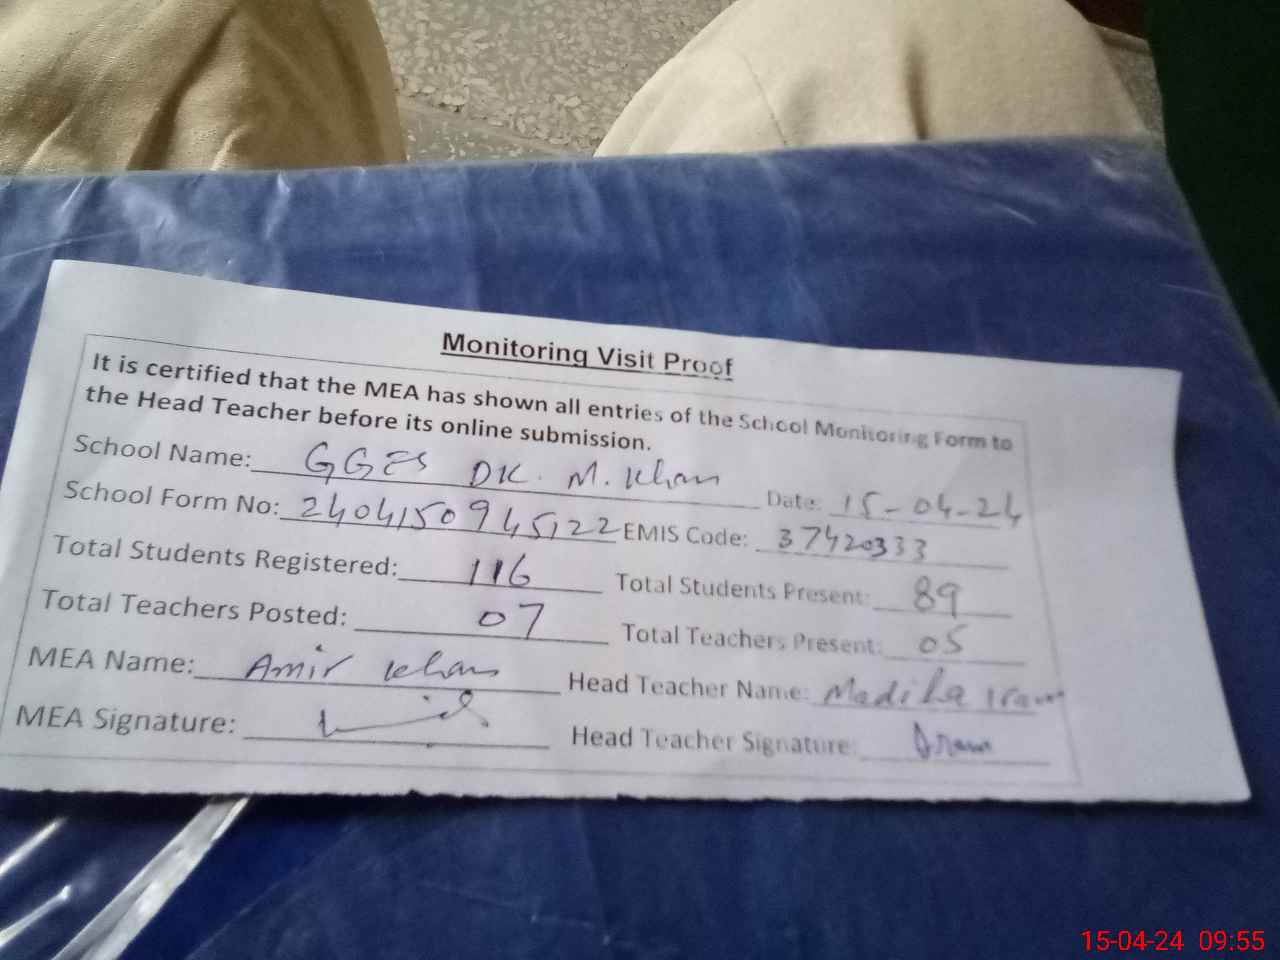 Monitoring Visit Proof
It is certified that the MEA has shown all entries of the School Monitoring Form to
the Head Teacher before its online submission.
School Name: GGES DK. M. Khan Date: 15-04-24
School Form No: 2404150945122 EMIS Code: 37420333
Total Students Registered: 116 Total Students Present: 89
Total Teachers Posted: 07 Total Teachers Present: 05
MEA Name: Amir Khan Head Teacher Name: Madiha Iram
MEA Signature: Head Teacher Signature: Iram
15-04-24 09:55